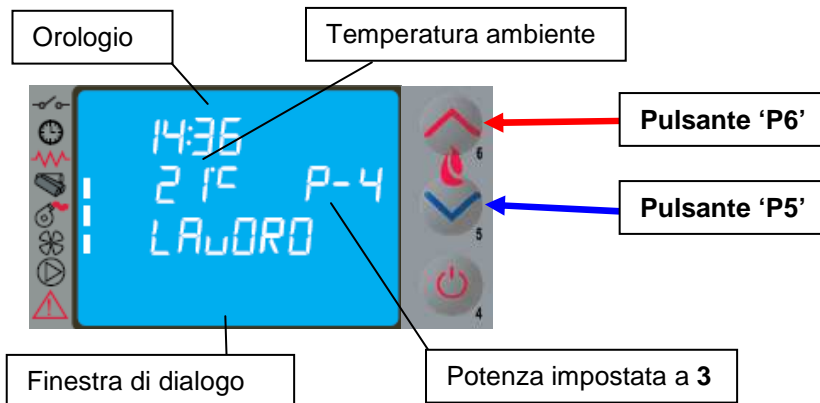 Orologio
Temperatura ambiente
14:36
21°C P-4
LAVORO
6
5
4
Pulsante ‘P6’
Pulsante ‘P5’
Finestra di dialogo
Potenza impostata a 3